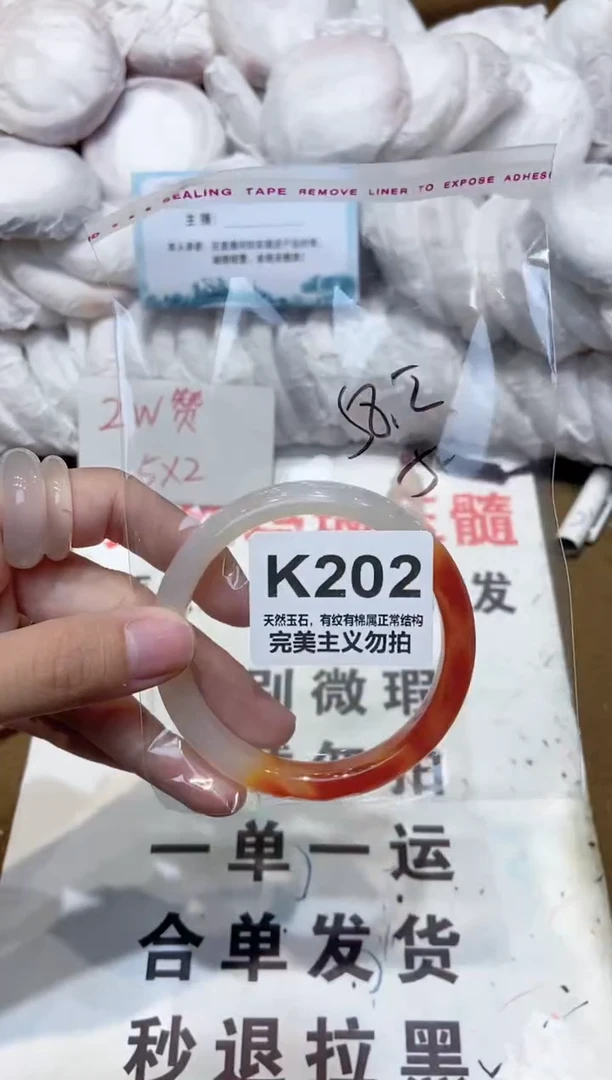 SEALING TAPE REMOVE LINER TO EXPOSE ADHES
主播:
2W赞
5X2
58.2
髓
发
K202
天然玉石，有纹有棉属正常结构
完美主义勿拍
微瑕
勿拍
一单一运
合单发货
秒退拉黑